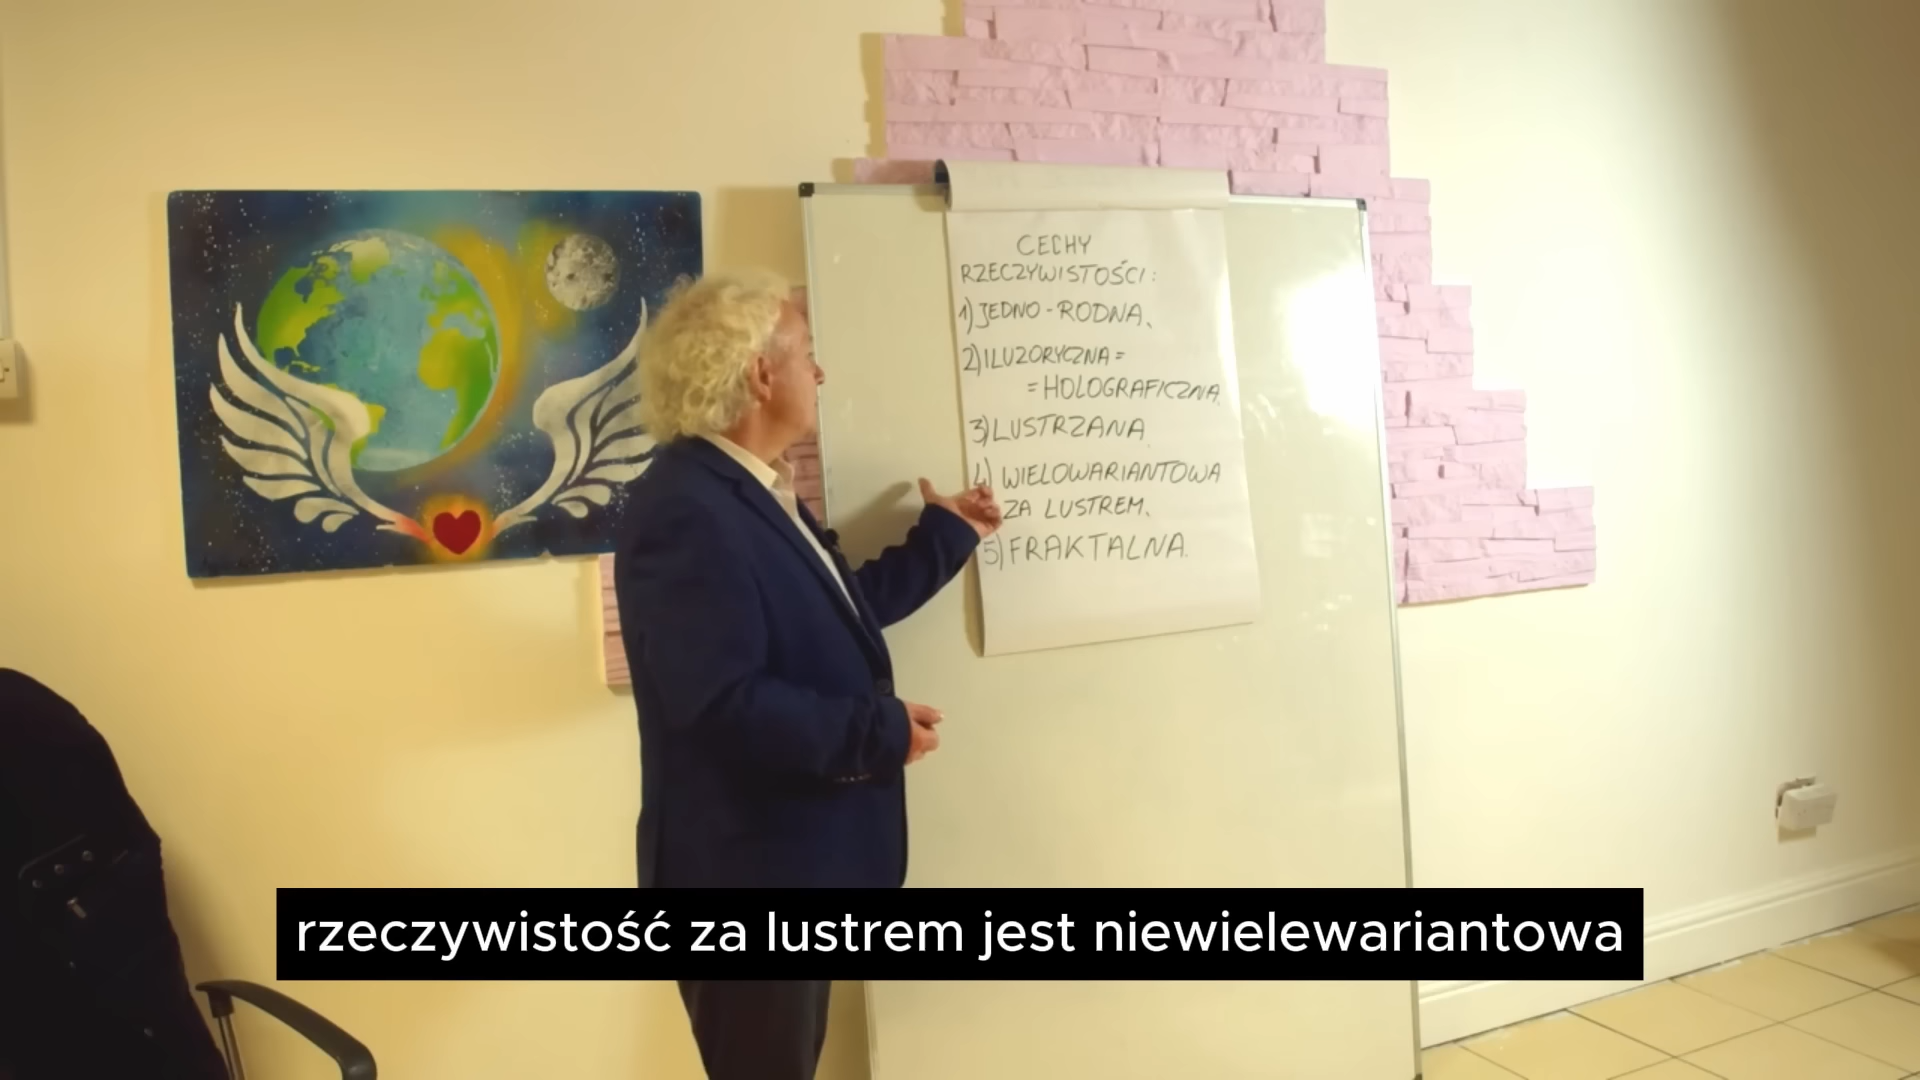 CECHY
RZECZYWISTOŚCI:
1) JEDNO-RODNA,
2) ILUZORYCZNA =
= HOLOGRAFICZNA,
3) LUSTRZANA,
4) WIELOWARIANTOWA
ZA LUSTREM,
5) FRAKTALNA.
rzeczywistość za lustrem jest niewielewariantowa